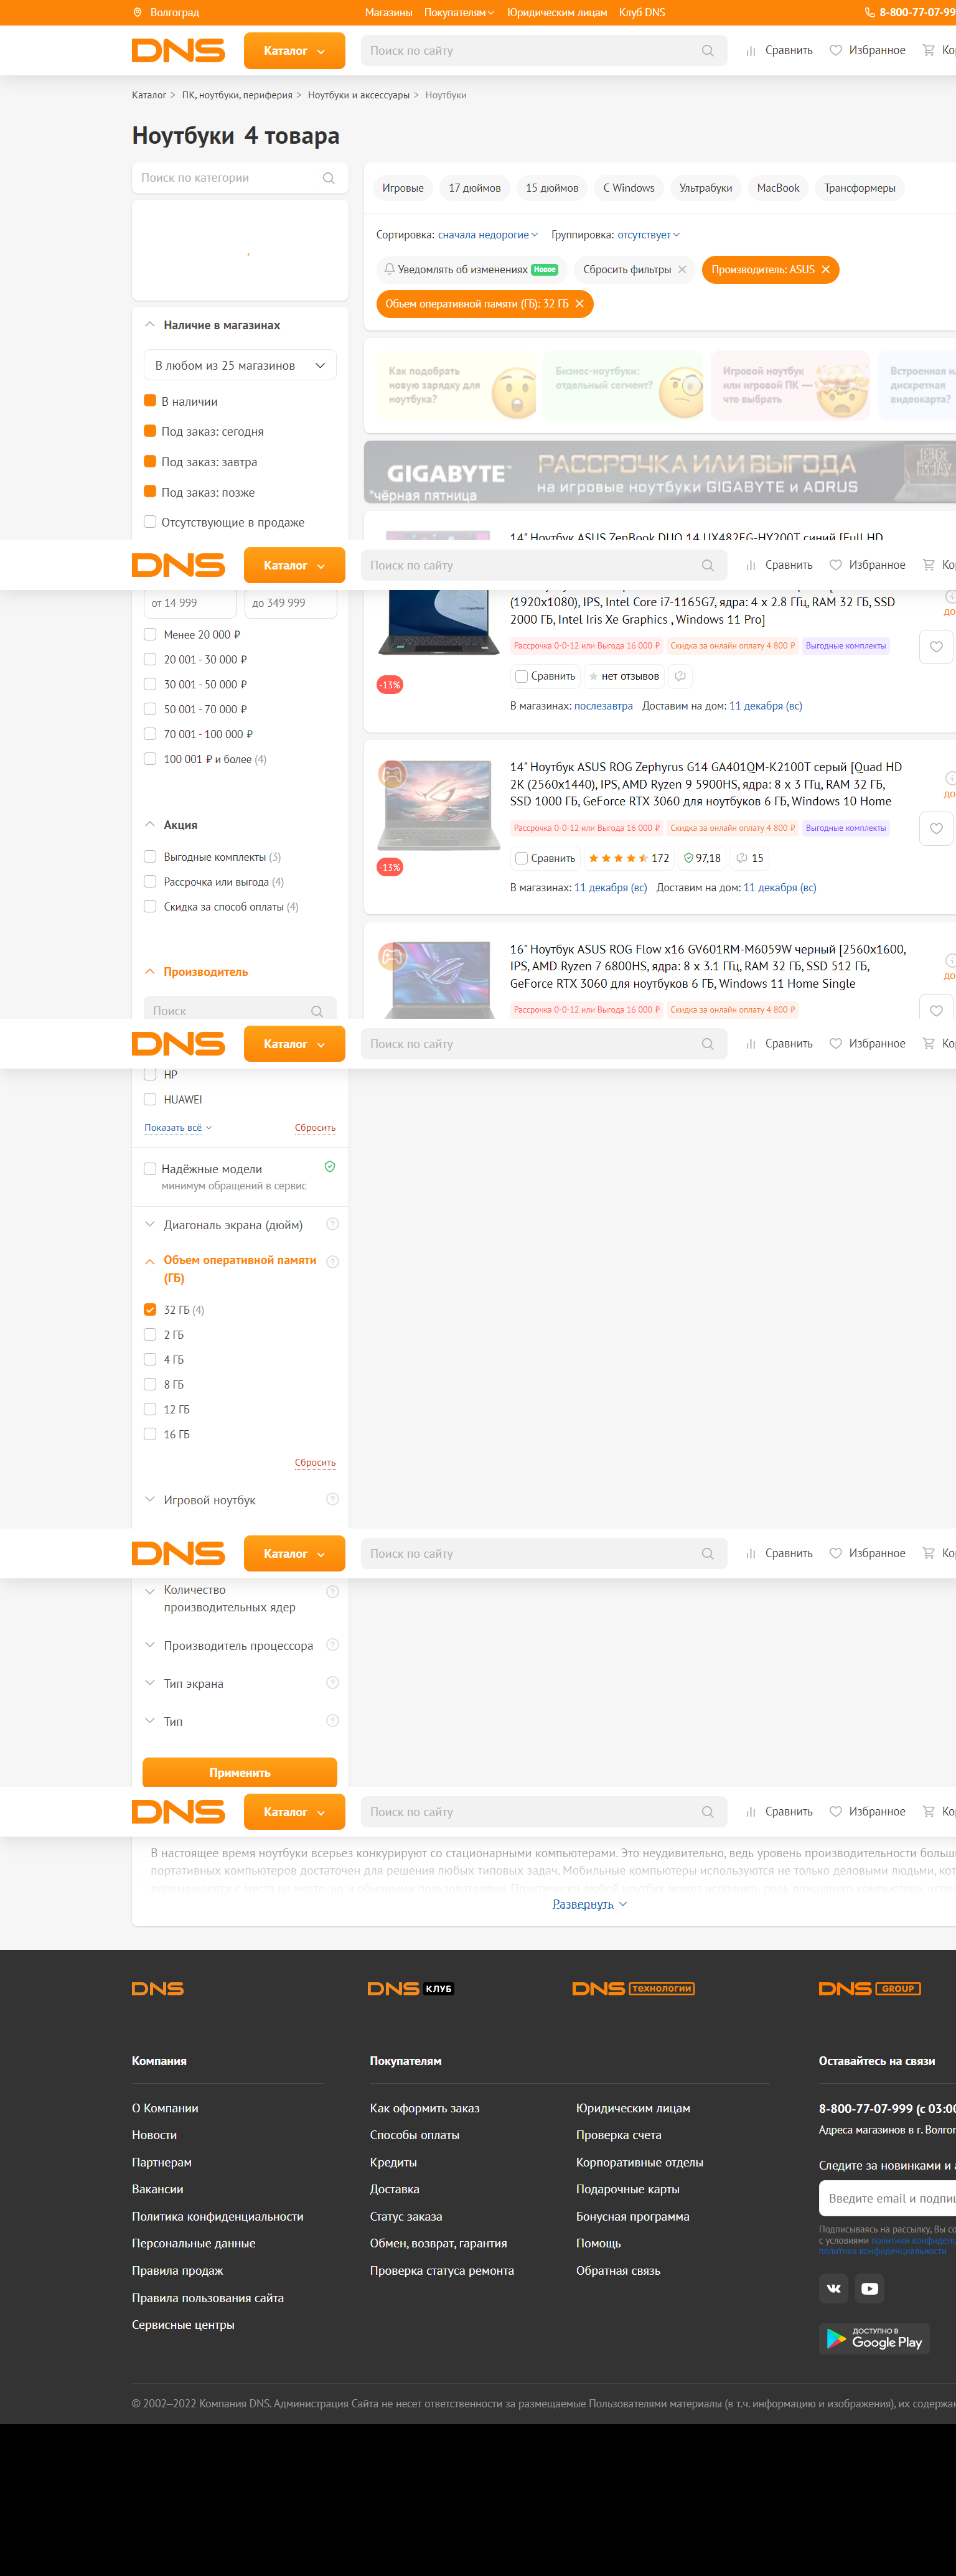 Волгоград
Магазины Покупателям Юридическим лицам Клуб DNS
8-800-77-07-99
DNS Каталог Поиск по сайту Сравнить Избранное Ко
Каталог > ПК, ноутбуки, периферия > Ноутбуки и аксессуары > Ноутбуки
Ноутбуки 4 товара
Поиск по категории
Игровые 17 дюймов 15 дюймов С Windows Ультрабуки MacBook Трансформеры
Сортировка: сначала недорогие Группировка: отсутствует
Уведомлять об изменениях Новое Сбросить фильтры Производитель: ASUS
Объем оперативной памяти (ГБ): 32 ГБ
Наличие в магазинах
В любом из 25 магазинов
В наличии
Под заказ: сегодня
Под заказ: завтра
Под заказ: позже
Отсутствующие в продаже
Как подобрать
новую зарядку для
ноутбука?
Бизнес-ноутбуки:
отдельный сегмент?
Игровой ноутбук
или игровой ПК —
что выбрать
Встроенная и
дискретная
видеокарта?
GIGABYTE™
*чёрная пятница
РАССРОЧКА ИЛИ ВЫГОДА
на игровые ноутбуки GIGABYTE и AORUS
14" Ноутбук ASUS ZenBook DUO 14 UX482EG-HY200T синий [Full HD
DNS Каталог Поиск по сайту Сравнить Избранное Ко
от 14 999 до 349 999
Менее 20 000 ₽
20 001 - 30 000 ₽
30 001 - 50 000 ₽
50 001 - 70 000 ₽
70 001 - 100 000 ₽
100 001 ₽ и более (4)
(1920x1080), IPS, Intel Core i7-1165G7, ядра: 4 х 2.8 ГГц, RAM 32 ГБ, SSD
2000 ГБ, Intel Iris Xe Graphics , Windows 11 Pro]
до
Рассрочка 0-0-12 или Выгода 16 000 ₽ Скидка за онлайн оплату 4 800 ₽ Выгодные комплекты
-13%
Сравнить нет отзывов
В магазинах: послезавтра Доставим на дом: 11 декабря (вс)
14" Ноутбук ASUS ROG Zephyrus G14 GA401QM-K2100T серый [Quad HD
2K (2560x1440), IPS, AMD Ryzen 9 5900HS, ядра: 8 х 3 ГГц, RAM 32 ГБ,
SSD 1000 ГБ, GeForce RTX 3060 для ноутбуков 6 ГБ, Windows 10 Home
до
Рассрочка 0-0-12 или Выгода 16 000 ₽ Скидка за онлайн оплату 4 800 ₽ Выгодные комплекты
-13%
Сравнить 172 97,18 15
В магазинах: 11 декабря (вс) Доставим на дом: 11 декабря (вс)
Акция
Выгодные комплекты (3)
Рассрочка или выгода (4)
Скидка за способ оплаты (4)
Производитель
Поиск
16" Ноутбук ASUS ROG Flow x16 GV601RM-M6059W черный [2560x1600,
IPS, AMD Ryzen 7 6800HS, ядра: 8 х 3.1 ГГц, RAM 32 ГБ, SSD 512 ГБ,
GeForce RTX 3060 для ноутбуков 6 ГБ, Windows 11 Home Single
до
Рассрочка 0-0-12 или Выгода 16 000 ₽ Скидка за онлайн оплату 4 800 ₽
DNS Каталог Поиск по сайту Сравнить Избранное Ко
HP
HUAWEI
Показать всё Сбросить
Надёжные модели
минимум обращений в сервис
Диагональ экрана (дюйм)
Объем оперативной памяти
(ГБ)
32 ГБ (4)
2 ГБ
4 ГБ
8 ГБ
12 ГБ
16 ГБ
Сбросить
Игровой ноутбук
DNS Каталог Поиск по сайту Сравнить Избранное Ко
Количество
производительных ядер
Производитель процессора
Тип экрана
Тип
Применить
DNS Каталог Поиск по сайту Сравнить Избранное Ко
В настоящее время ноутбуки всерьез конкурируют со стационарными компьютерами. Это неудивительно, ведь уровень производительности больши
портативных компьютеров достаточен для решения любых типовых задач. Мобильные компьютеры используются не только деловыми людьми, кот
Развернуть
DNS DNS КЛУБ DNS ТЕХНОЛОГИИ DNS GROUP
Компания
О Компании
Новости
Партнерам
Вакансии
Политика конфиденциальности
Персональные данные
Правила продаж
Правила пользования сайта
Сервисные центры
Покупателям
Как оформить заказ
Способы оплаты
Кредиты
Доставка
Статус заказа
Обмен, возврат, гарантия
Проверка статуса ремонта
Юридическим лицам
Проверка счета
Корпоративные отделы
Подарочные карты
Бонусная программа
Помощь
Обратная связь
Оставайтесь на связи
8-800-77-07-999 (с 03:00
Адреса магазинов в г. Волгог
Следите за новинками и а
Введите email и подпиш
Подписываясь на рассылку, Вы со
с условиями политики конфиденц
политики конфиденциальности
ДОСТУПНО В
Google Play
© 2002–2022 Компания DNS. Администрация Сайта не несет ответственности за размещаемые Пользователями материалы (в т.ч. информацию и изображения), их содержан